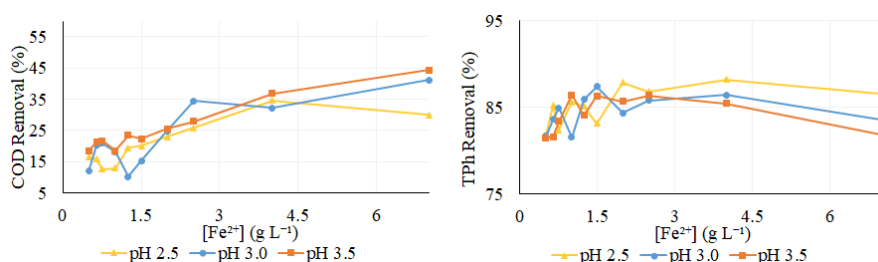 COD Removal (%)
55
45
35
25
15
5
0
1.5
3
4.5
6
[Fe²⁺] (g L⁻¹)
pH 2.5
pH 3.0
pH 3.5
TPh Removal (%)
95
85
75
0
1.5
3
4.5
6
[Fe²⁺] (g L⁻¹)
pH 2.5
pH 3.0
pH 3.5